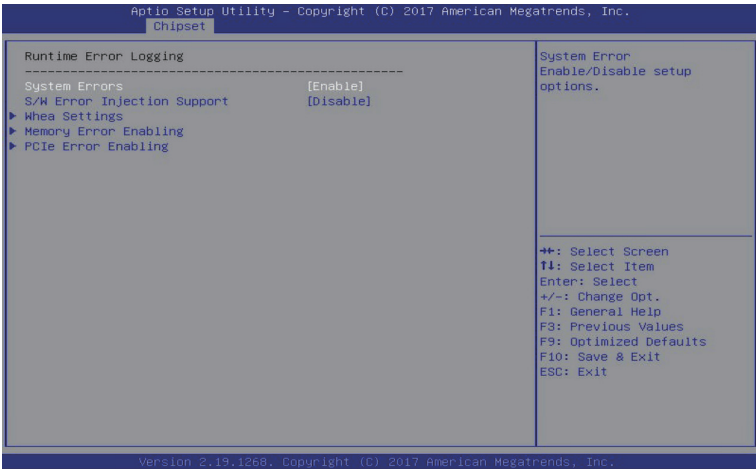 Aptio Setup Utility – Copyright (C) 2017 American Megatrends, Inc.
Chipset
Runtime Error Logging
--------------------------------------------------
System Errors [Enable]
S/W Error Injection Support [Disable]
▶ Whea Settings
▶ Memory Error Enabling
▶ PCIe Error Enabling
System Error
Enable/Disable setup
options.
→←: Select Screen
↑↓: Select Item
Enter: Select
+/-: Change Opt.
F1: General Help
F3: Previous Values
F9: Optimized Defaults
F10: Save & Exit
ESC: Exit
Version 2.19.1268. Copyright (C) 2017 American Megatrends, Inc.